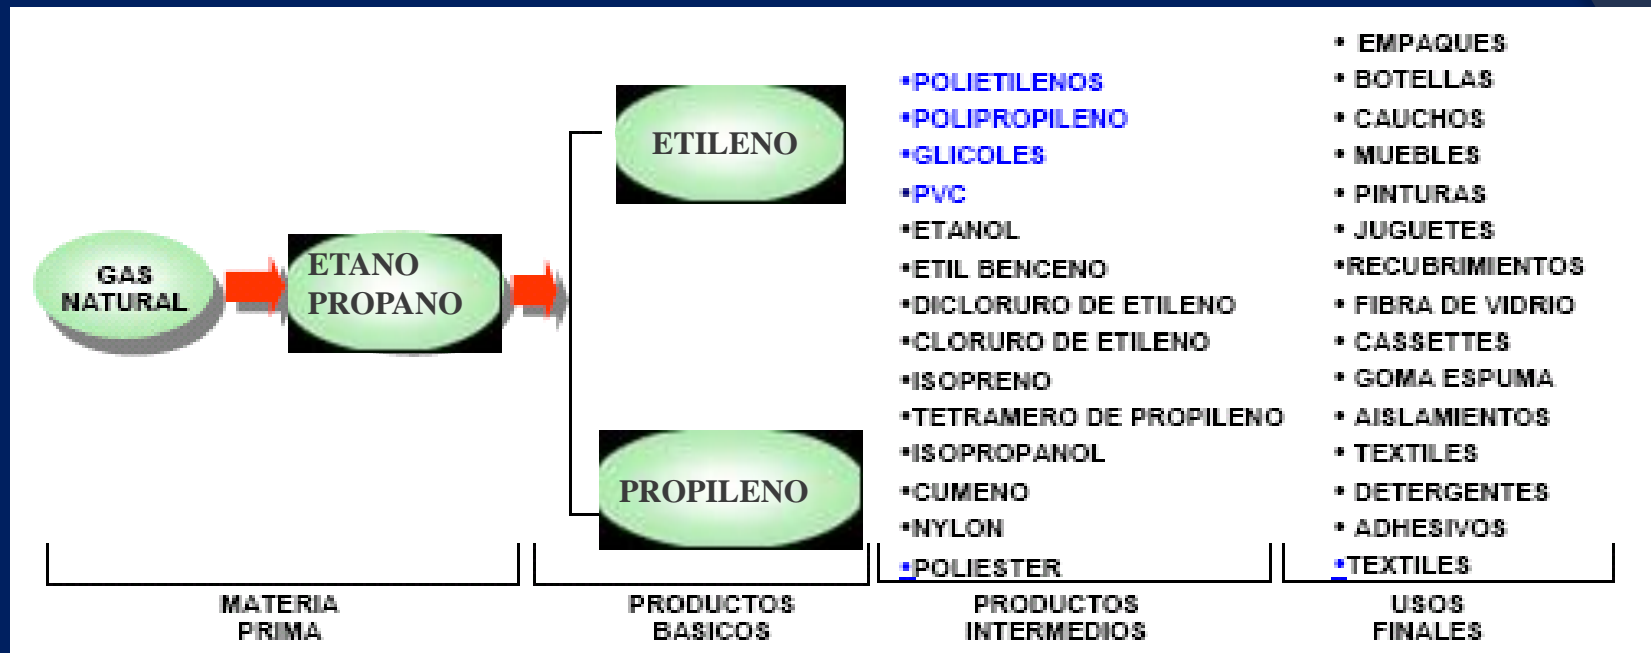 GAS
NATURAL
ETANO
PROPANO
ETILENO
PROPILENO
•POLIETILENOS
•POLIPROPILENO
•GLICOLES
•PVC
•ETANOL
•ETIL BENCENO
•DICLORURO DE ETILENO
•CLORURO DE ETILENO
•ISOPRENO
•TETRAMERO DE PROPILENO
•ISOPROPANOL
•CUMENO
•NYLON
•POLIESTER
• EMPAQUES
• BOTELLAS
• CAUCHOS
• MUEBLES
• PINTURAS
• JUGUETES
•RECUBRIMIENTOS
• FIBRA DE VIDRIO
• CASSETTES
• GOMA ESPUMA
• AISLAMIENTOS
• TEXTILES
• DETERGENTES
• ADHESIVOS
•TEXTILES
MATERIA
PRIMA
PRODUCTOS
BASICOS
PRODUCTOS
INTERMEDIOS
USOS
FINALES